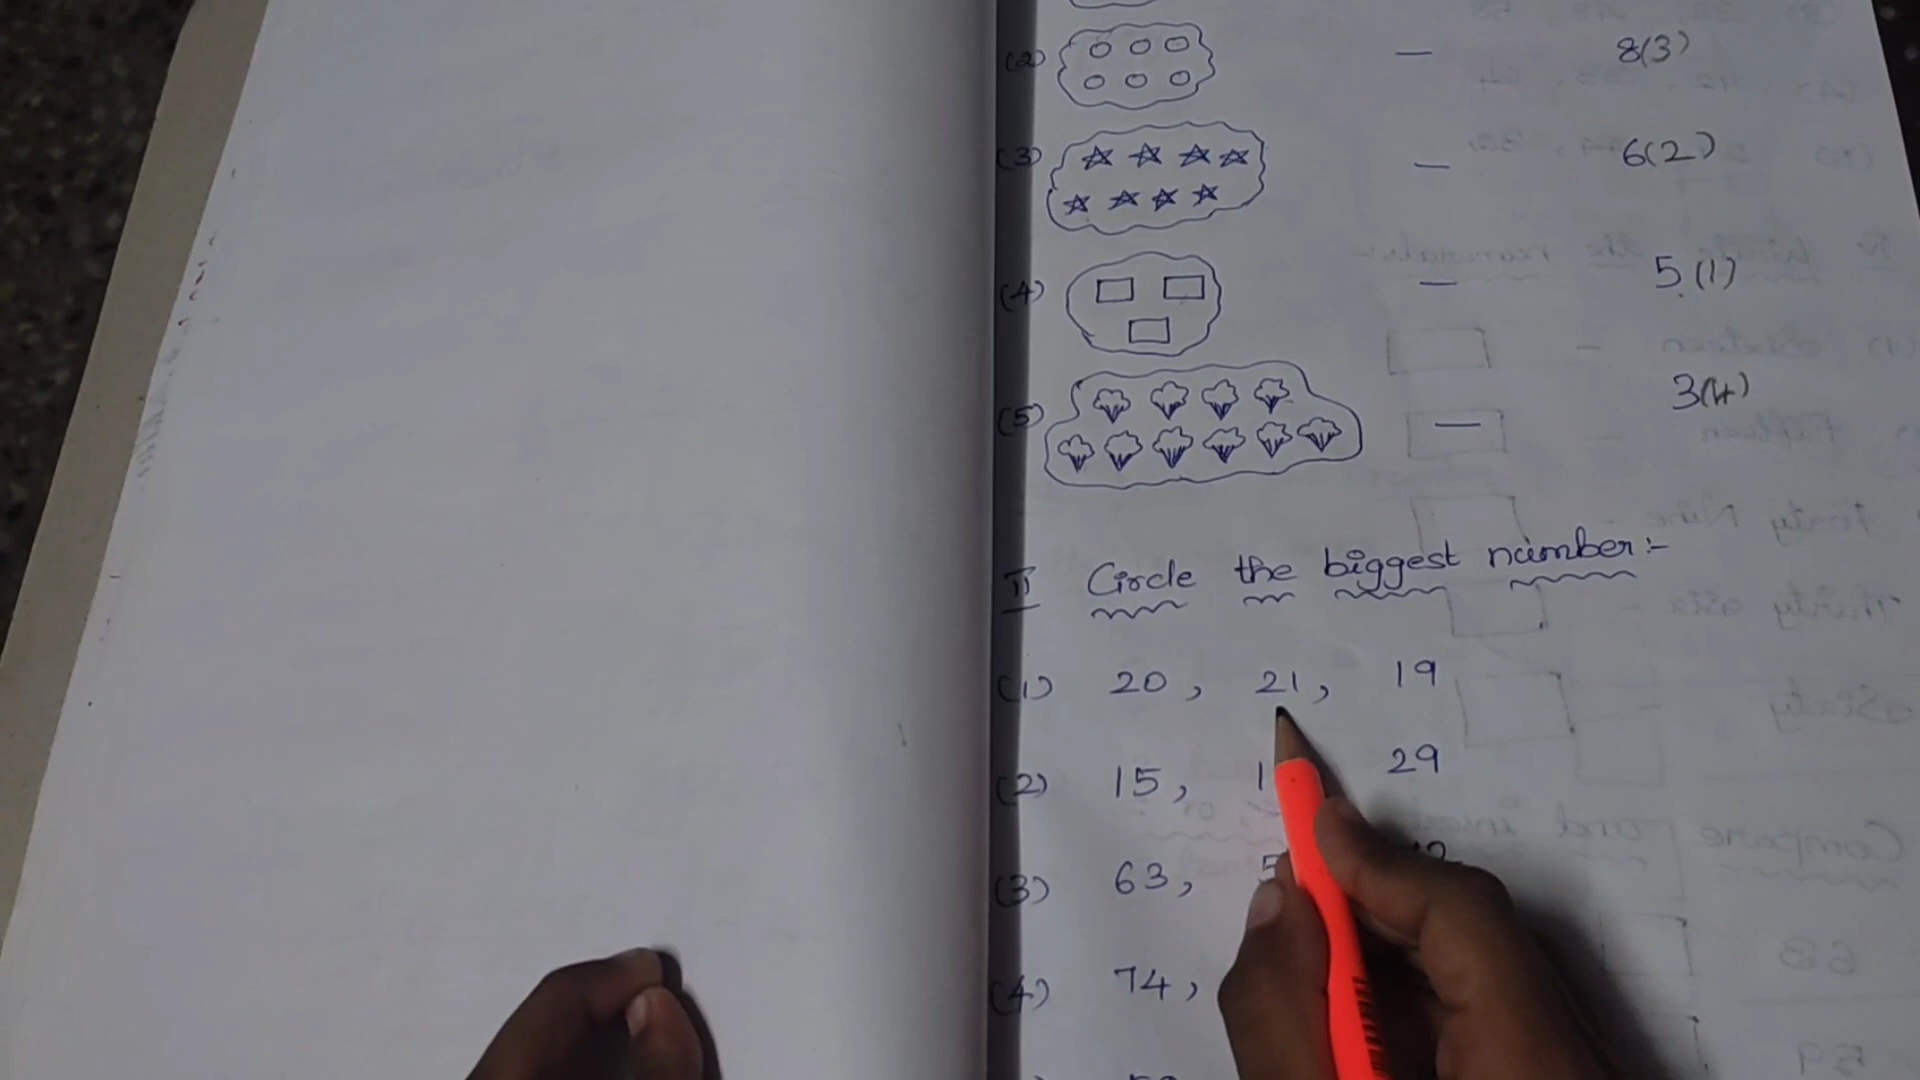 (2) — 8(3)
(3) — 6(2)
(4) — 5(1)
(5) — 3(4)
II Circle the biggest number:-
(1) 20, 21, 19
(2) 15, 29
(3) 63,
(4) 74,